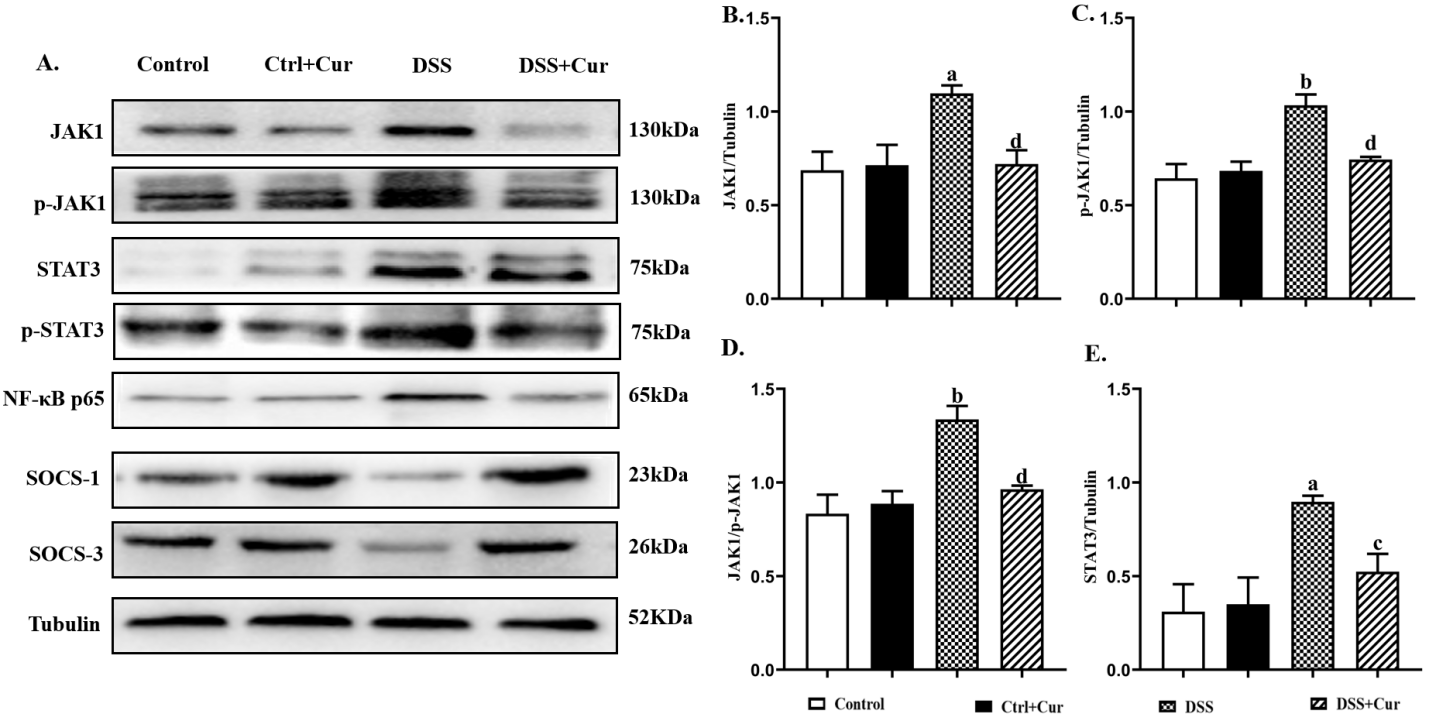 A.
Control Ctrl+Cur DSS DSS+Cur
JAK1 130kDa
p-JAK1 130kDa
STAT3 75kDa
p-STAT3 75kDa
NF-κB p65 65kDa
SOCS-1 23kDa
SOCS-3 26kDa
Tubulin 52KDa
B.
JAK1/Tubulin
1.5
1.0
0.5
0.0
a
d
C.
p-JAK1/Tubulin
1.5
1.0
0.5
0.0
b
d
D.
JAK1/p-JAK1
1.5
1.0
0.5
0.0
b
d
E.
STAT3/Tubulin
1.5
1.0
0.5
0.0
a
c
Control Ctrl+Cur DSS DSS+Cur